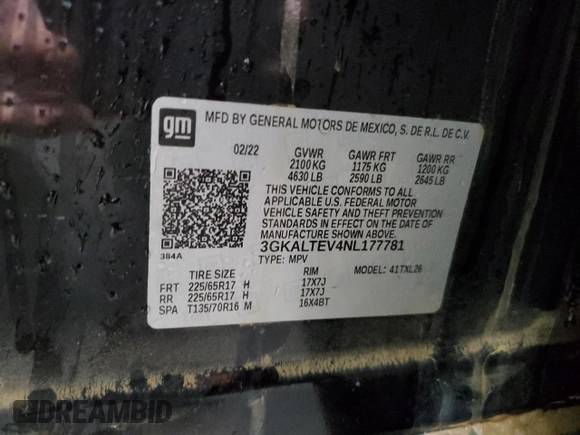 gm
MFD BY GENERAL MOTORS DE MEXICO, S. DE R.L. DE C.V.
02/22 GVWR GAWR FRT GAWR RR
2100 KG 1175 KG 1200 KG
4630 LB 2590 LB 2645 LB
THIS VEHICLE CONFORMS TO ALL
APPLICABLE U.S. FEDERAL MOTOR
VEHICLE SAFETY AND THEFT PREVENTION
STANDARDS IN EFFECT ON THE DATE OF
MANUFACTURE SHOWN ABOVE.
3GKALTEV4NL177781
384A
TYPE: MPV MODEL: 41TXL26
TIRE SIZE RIM
FRT 225/65R17 H 17X7J
RR 225/65R17 H 17X7J
SPA T135/70R16 M 16X4BT
DREAMBID